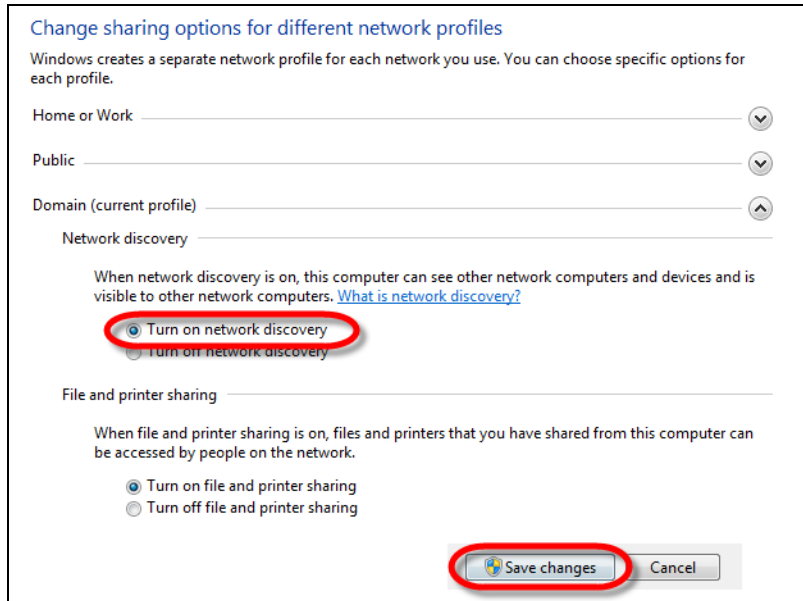 Change sharing options for different network profiles
Windows creates a separate network profile for each network you use. You can choose specific options for
each profile.
Home or Work
Public
Domain (current profile)
Network discovery
When network discovery is on, this computer can see other network computers and devices and is
visible to other network computers. What is network discovery?
Turn on network discovery
Turn off network discovery
File and printer sharing
When file and printer sharing is on, files and printers that you have shared from this computer can
be accessed by people on the network.
Turn on file and printer sharing
Turn off file and printer sharing
Save changes Cancel